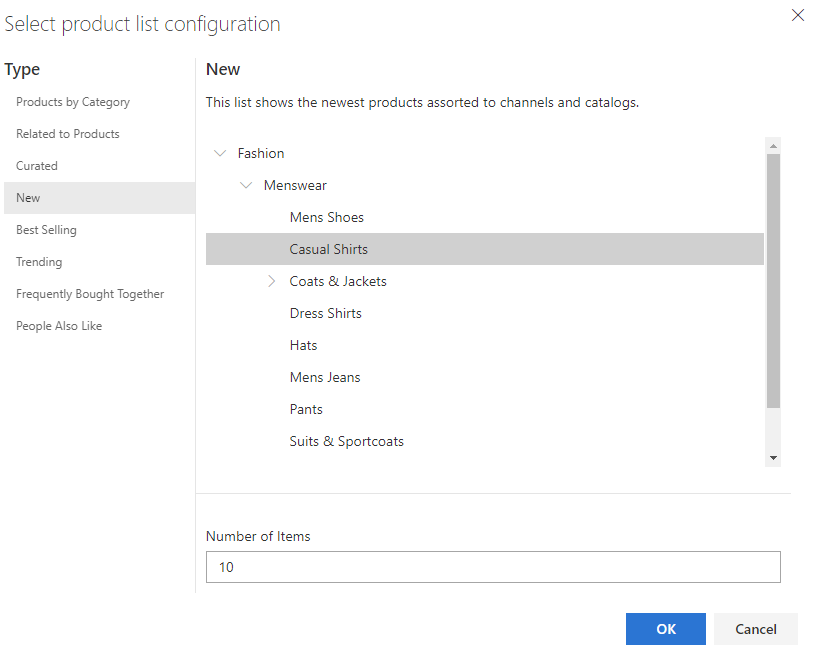 Select product list configuration
Type
Products by Category
Related to Products
Curated
New
Best Selling
Trending
Frequently Bought Together
People Also Like
New
This list shows the newest products assorted to channels and catalogs.
Fashion
Menswear
Mens Shoes
Casual Shirts
Coats & Jackets
Dress Shirts
Hats
Mens Jeans
Pants
Suits & Sportcoats
Number of Items
10
OK
Cancel